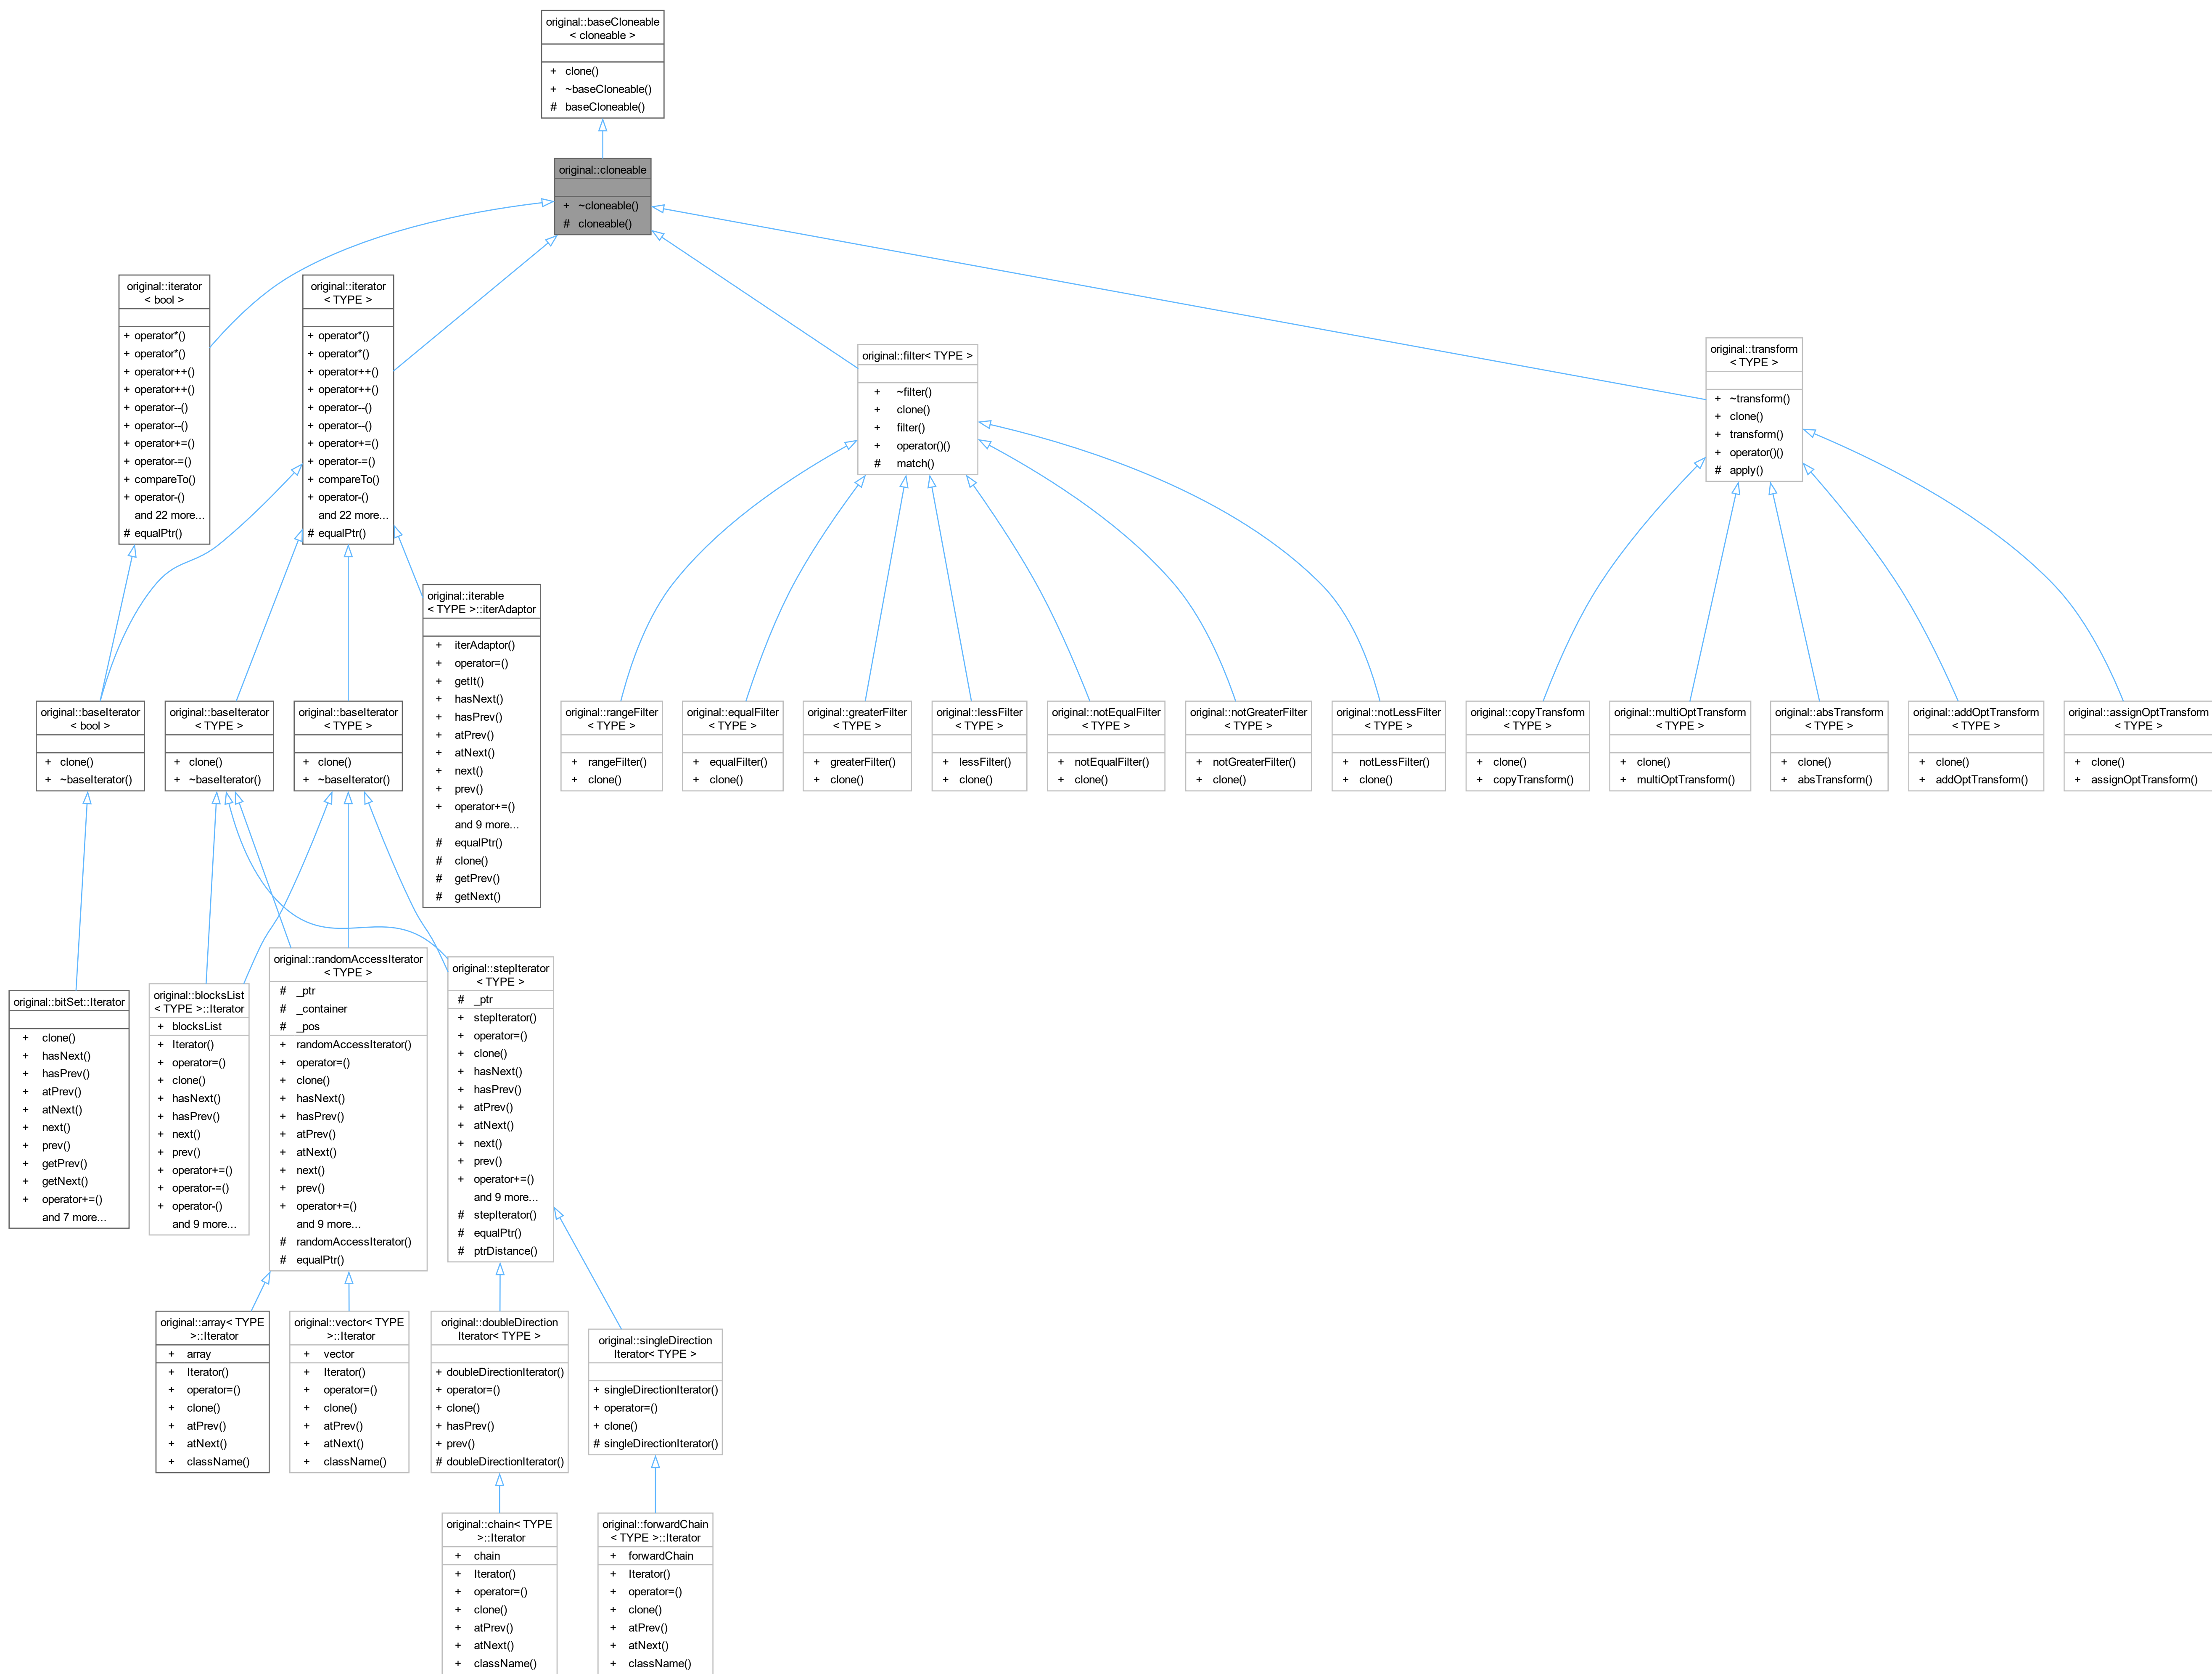 original::baseCloneable
< cloneable >
+ clone()
+ ~baseCloneable()
# baseCloneable()
original::cloneable
+ ~cloneable()
# cloneable()
original::iterator
< bool >
+ operator*()
+ operator*()
+ operator++()
+ operator++()
+ operator--()
+ operator--()
+ operator+=()
+ operator-=()
+ compareTo()
+ operator-()
and 22 more...
# equalPtr()
original::iterator
< TYPE >
+ operator*()
+ operator*()
+ operator++()
+ operator++()
+ operator--()
+ operator--()
+ operator+=()
+ operator-=()
+ compareTo()
+ operator-()
and 22 more...
# equalPtr()
original::filter< TYPE >
+ ~filter()
+ clone()
+ filter()
+ operator()()
# match()
original::transform
< TYPE >
+ ~transform()
+ clone()
+ transform()
+ operator()()
# apply()
original::iterable
< TYPE >::iterAdaptor
+ iterAdaptor()
+ operator=()
+ getIt()
+ hasNext()
+ hasPrev()
+ atPrev()
+ atNext()
+ next()
+ prev()
+ operator+=()
and 9 more...
# equalPtr()
# clone()
# getPrev()
# getNext()
original::baseIterator
< bool >
+ clone()
+ ~baseIterator()
original::baseIterator
< TYPE >
+ clone()
+ ~baseIterator()
original::baseIterator
< TYPE >
+ clone()
+ ~baseIterator()
original::rangeFilter
< TYPE >
+ rangeFilter()
+ clone()
original::equalFilter
< TYPE >
+ equalFilter()
+ clone()
original::greaterFilter
< TYPE >
+ greaterFilter()
+ clone()
original::lessFilter
< TYPE >
+ lessFilter()
+ clone()
original::notEqualFilter
< TYPE >
+ notEqualFilter()
+ clone()
original::notGreaterFilter
< TYPE >
+ notGreaterFilter()
+ clone()
original::notLessFilter
< TYPE >
+ notLessFilter()
+ clone()
original::copyTransform
< TYPE >
+ clone()
+ copyTransform()
original::multiOptTransform
< TYPE >
+ clone()
+ multiOptTransform()
original::absTransform
< TYPE >
+ clone()
+ absTransform()
original::addOptTransform
< TYPE >
+ clone()
+ addOptTransform()
original::assignOptTransform
< TYPE >
+ clone()
+ assignOptTransform()
original::bitSet::Iterator
+ clone()
+ hasNext()
+ hasPrev()
+ atPrev()
+ atNext()
+ next()
+ prev()
+ getPrev()
+ getNext()
+ operator+=()
and 7 more...
original::blocksList
< TYPE >::Iterator
+ blocksList
+ Iterator()
+ operator=()
+ clone()
+ hasNext()
+ hasPrev()
+ next()
+ prev()
+ operator+=()
+ operator-=()
+ operator-()
and 9 more...
original::randomAccessIterator
< TYPE >
# _ptr
# _container
# _pos
+ randomAccessIterator()
+ operator=()
+ clone()
+ hasNext()
+ hasPrev()
+ atPrev()
+ atNext()
+ next()
+ prev()
+ operator+=()
and 9 more...
# randomAccessIterator()
# equalPtr()
original::stepIterator
< TYPE >
# _ptr
+ stepIterator()
+ operator=()
+ clone()
+ hasNext()
+ hasPrev()
+ atPrev()
+ atNext()
+ next()
+ prev()
+ operator+=()
and 9 more...
# stepIterator()
# equalPtr()
# ptrDistance()
original::array< TYPE
>::Iterator
+ array
+ Iterator()
+ operator=()
+ clone()
+ atPrev()
+ atNext()
+ className()
original::vector< TYPE
>::Iterator
+ vector
+ Iterator()
+ operator=()
+ clone()
+ atPrev()
+ atNext()
+ className()
original::doubleDirection
Iterator< TYPE >
+ doubleDirectionIterator()
+ operator=()
+ clone()
+ hasPrev()
+ prev()
# doubleDirectionIterator()
original::singleDirection
Iterator< TYPE >
+ singleDirectionIterator()
+ operator=()
+ clone()
# singleDirectionIterator()
original::chain< TYPE
>::Iterator
+ chain
+ Iterator()
+ operator=()
+ clone()
+ atPrev()
+ atNext()
+ className()
original::forwardChain
< TYPE >::Iterator
+ forwardChain
+ Iterator()
+ operator=()
+ clone()
+ atPrev()
+ atNext()
+ className()